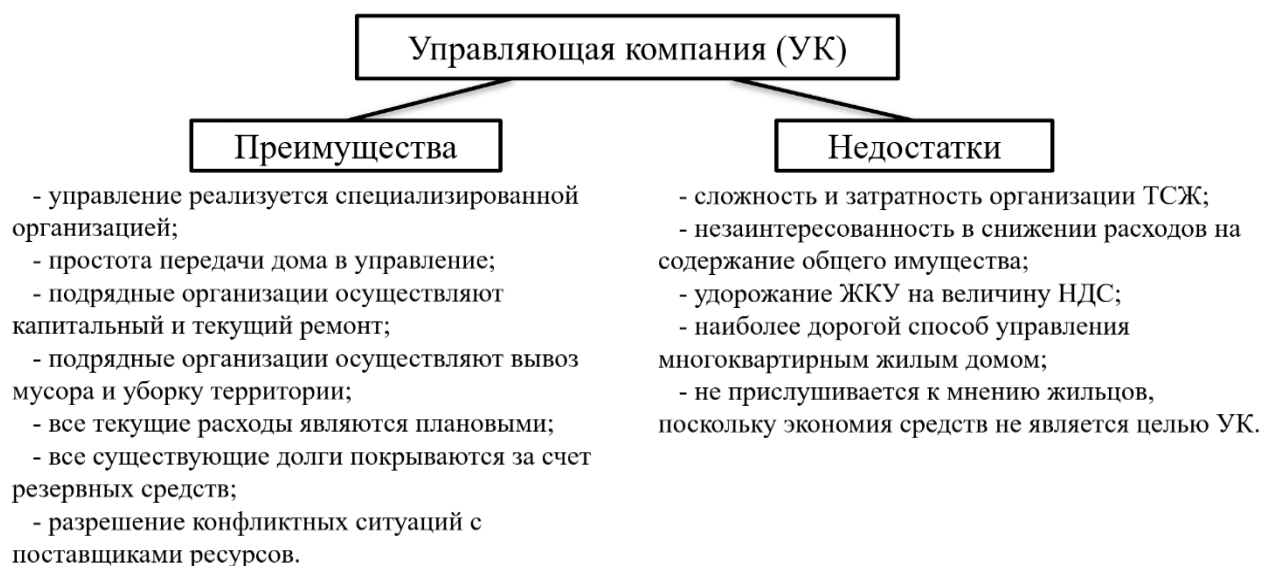 Управляющая компания (УК)
Преимущества
- управление реализуется специализированной
организацией;
- простота передачи дома в управление;
- подрядные организации осуществляют
капитальный и текущий ремонт;
- подрядные организации осуществляют вывоз
мусора и уборку территории;
- все текущие расходы являются плановыми;
- все существующие долги покрываются за счет
резервных средств;
- разрешение конфликтных ситуаций с
поставщиками ресурсов.
Недостатки
- сложность и затратность организации ТСЖ;
- незаинтересованность в снижении расходов на
содержание общего имущества;
- удорожание ЖКУ на величину НДС;
- наиболее дорогой способ управления
многоквартирным жилым домом;
- не прислушивается к мнению жильцов,
поскольку экономия средств не является целью УК.